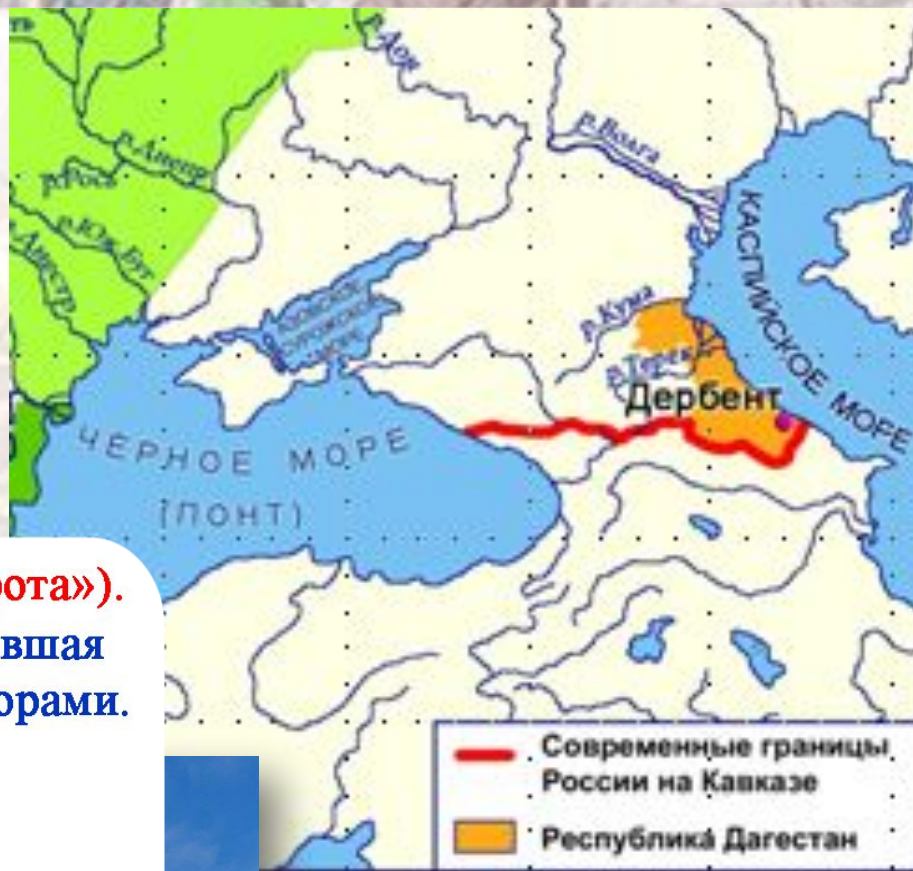 р.Дон
р.Днепр
р.Рось
р.Юж.Буг
р.Днестр
р.Волга
КАСПИЙСКОЕ МОРЕ
р.Кума
р.Терек
Дербент
ЧЕРНОЕ МОРЕ
(ПОНТ)
ота»).
вшая
орами.
Современные границы
России на Кавказе
Республика Дагестан